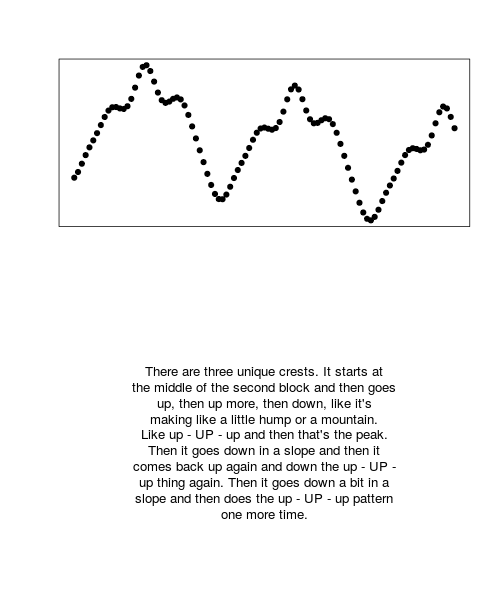 There are three unique crests. It starts at
the middle of the second block and then goes
up, then up more, then down, like it's
making like a little hump or a mountain.
Like up - UP - up and then that's the peak.
Then it goes down in a slope and then it
comes back up again and down the up - UP -
up thing again. Then it goes down a bit in a
slope and then does the up - UP - up pattern
one more time.